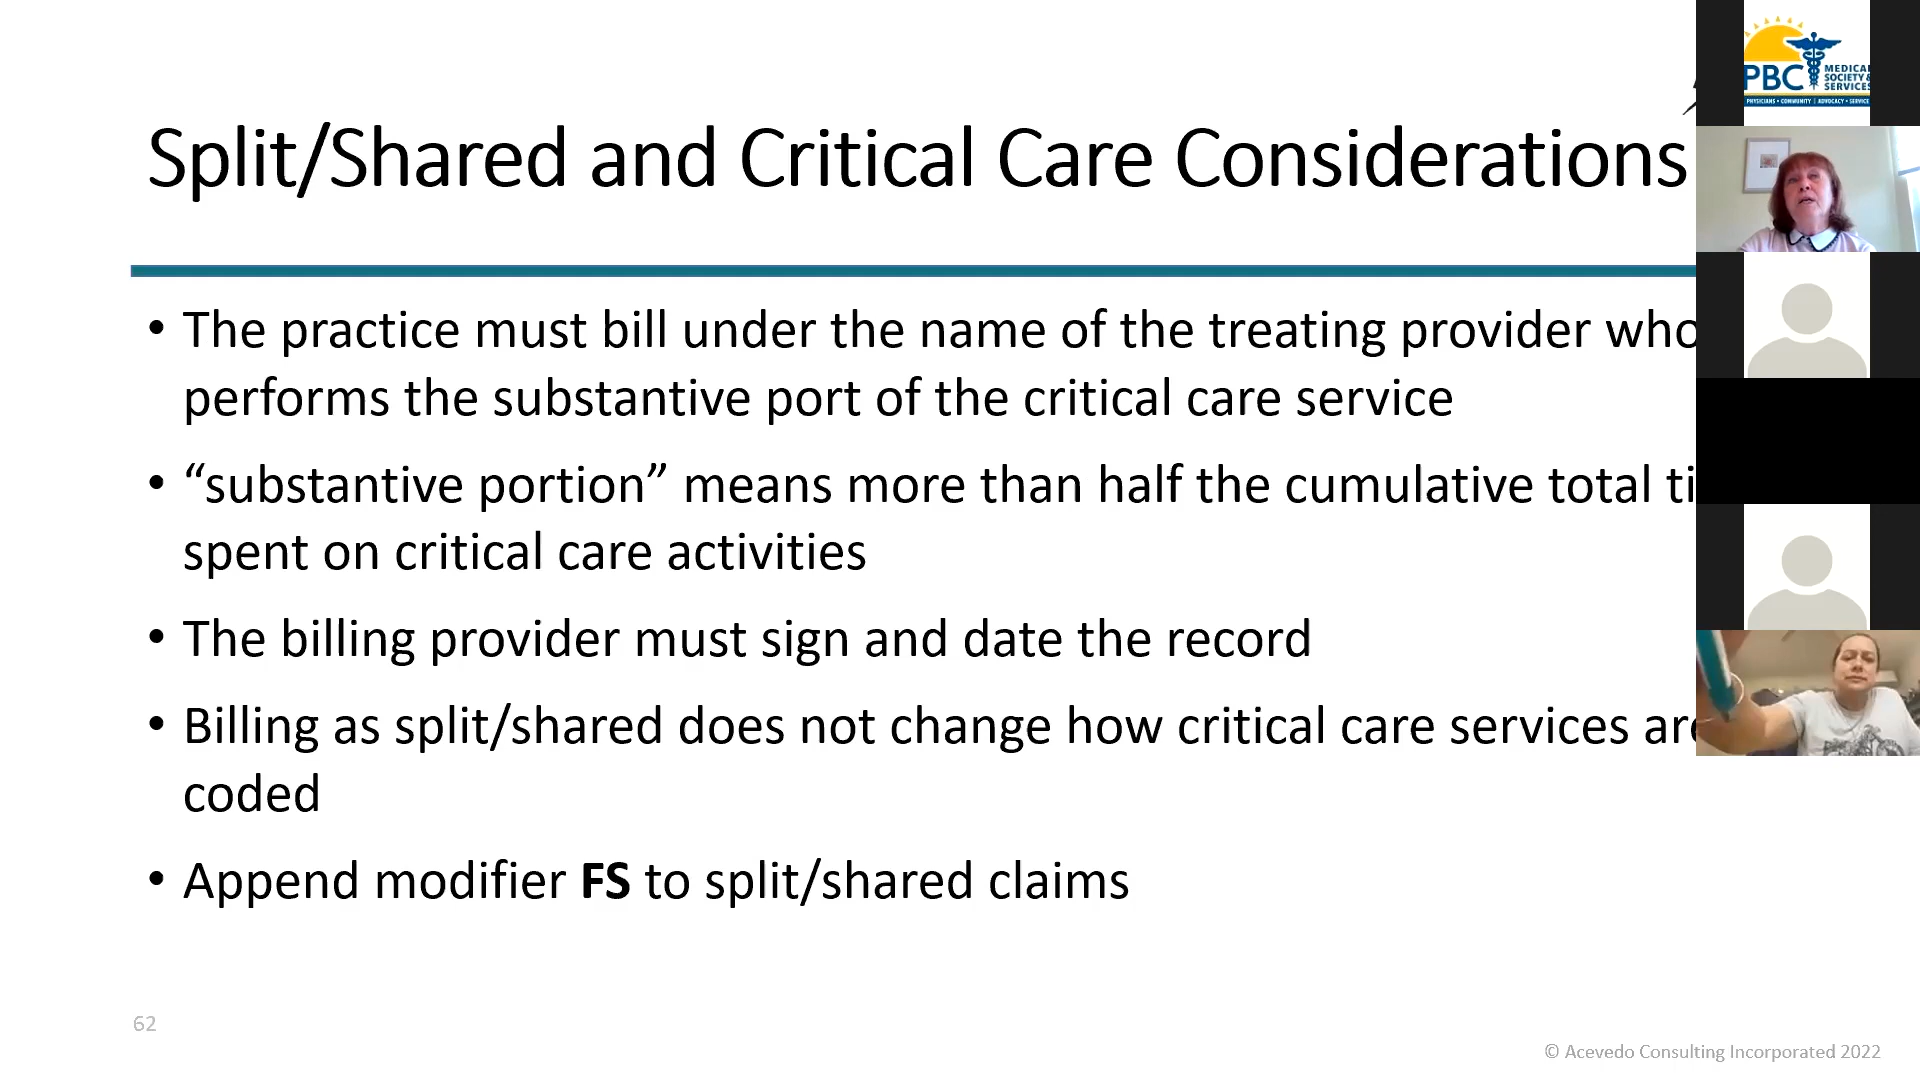 Split/Shared and Critical Care Considerations
• The practice must bill under the name of the treating provider who
performs the substantive port of the critical care service
• “substantive portion” means more than half the cumulative total
spent on critical care activities
• The billing provider must sign and date the record
• Billing as split/shared does not change how critical care services are
coded
• Append modifier FS to split/shared claims
62
© Acevedo Consulting Incorporated 2022
PBC MEDICAL
SOCIETY &
SERVICES
PHYSICIANS • COMMUNITY | ADVOCACY • SERVICE